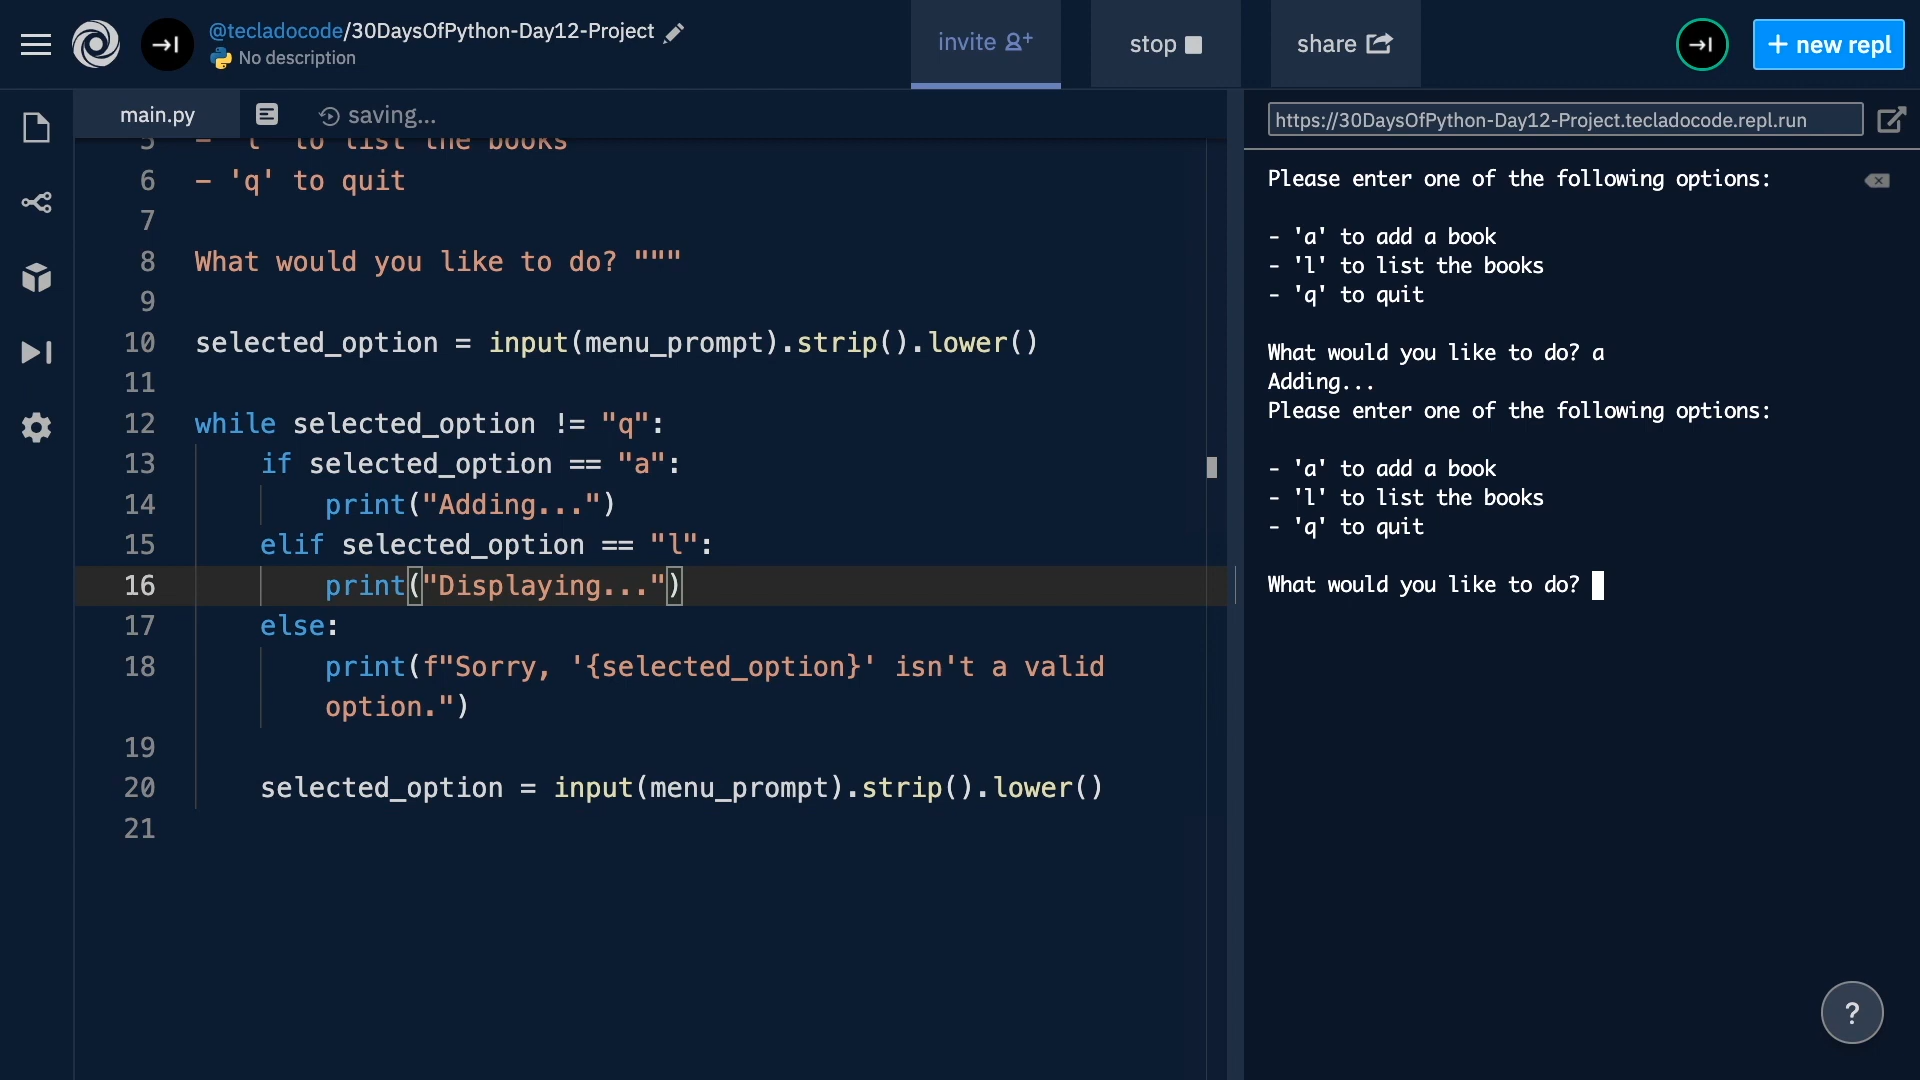 @tecladocode/30DaysOfPython-Day12-Project
No description
invite
stop
share
+ new repl
main.py
saving...
https://30DaysOfPython-Day12-Project.tecladocode.repl.run
5 - 'l' to list the books
6 - 'q' to quit
7
8 What would you like to do? """
9
10 selected_option = input(menu_prompt).strip().lower()
11
12 while selected_option != "q":
13 if selected_option == "a":
14 print("Adding...")
15 elif selected_option == "l":
16 print("Displaying...")
17 else:
18 print(f"Sorry, '{selected_option}' isn't a valid
option.")
19
20 selected_option = input(menu_prompt).strip().lower()
21
Please enter one of the following options:
- 'a' to add a book
- 'l' to list the books
- 'q' to quit
What would you like to do? a
Adding...
Please enter one of the following options:
- 'a' to add a book
- 'l' to list the books
- 'q' to quit
What would you like to do?
?